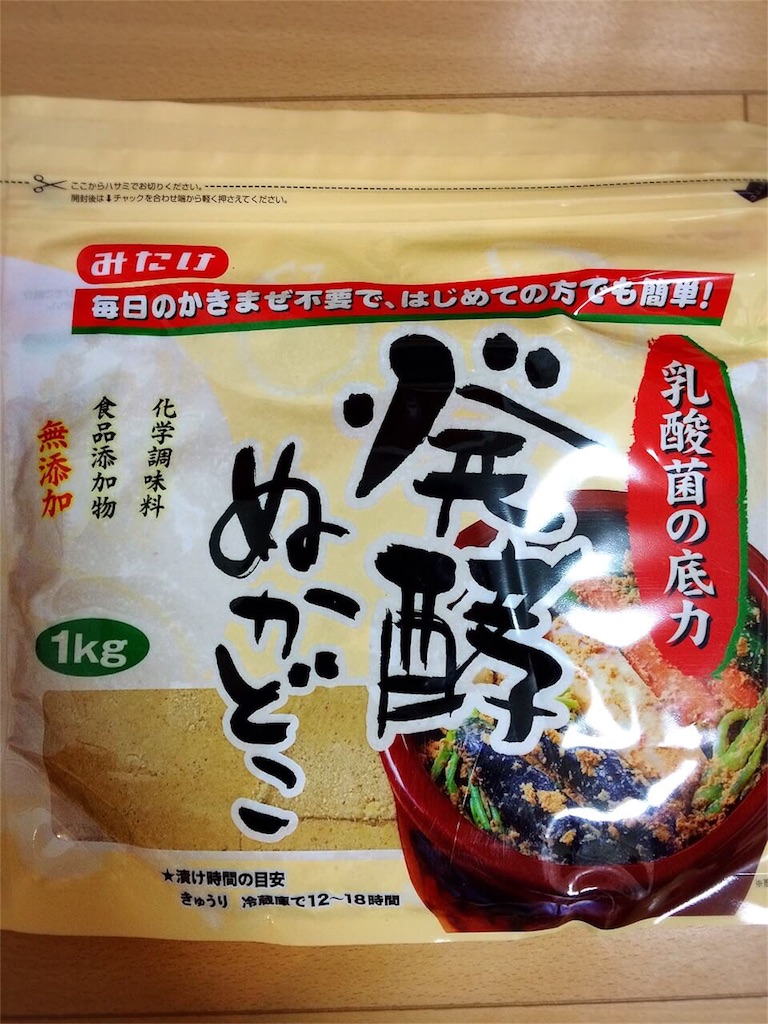 ここからハサミでお切りください。
開封後は⬇チャックを合わせ端から軽く押さえてください。
みたけ
毎日のかきまぜ不要で、はじめての方でも簡単!
乳酸菌の底力
発酵
ぬかどこ
化学調味料
食品添加物
無添加
1kg
★漬け時間の目安
きゅうり 冷蔵庫で12〜18時間